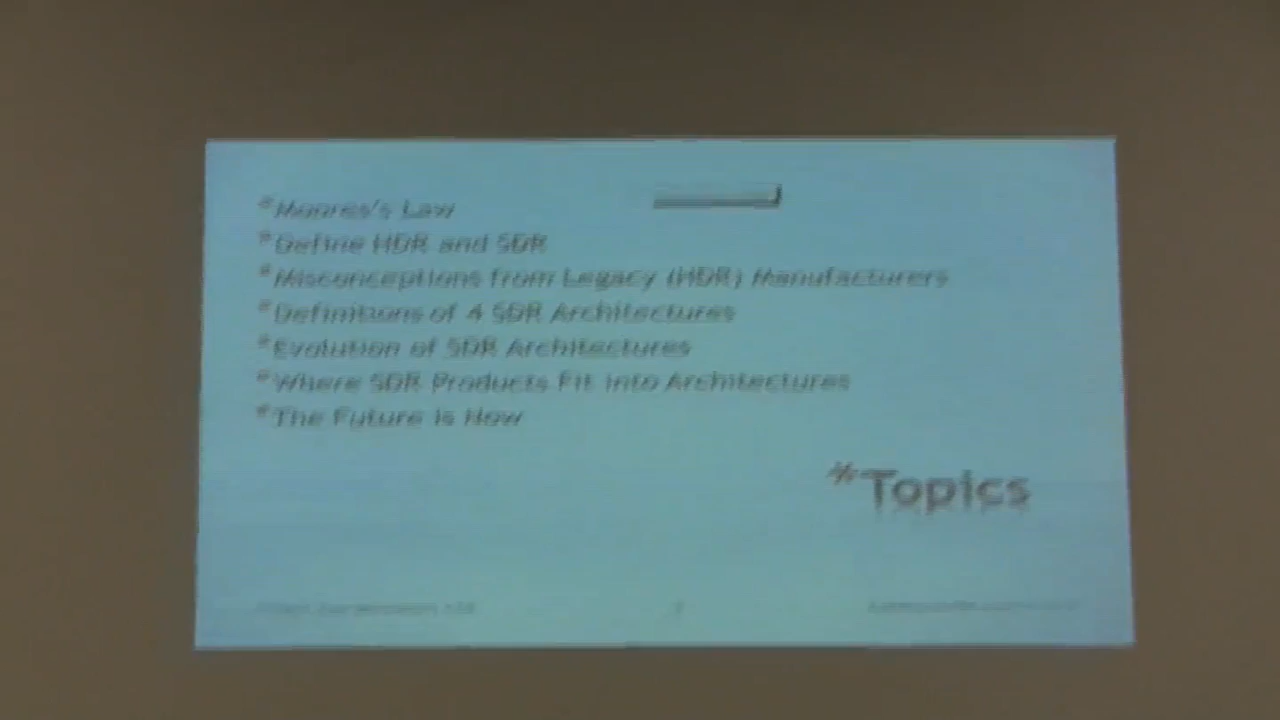 *Moores's Law
*Define HDR and SDR
*Misconceptions from Legacy (HDR) Manufacturers
*Definitions of 4 SDR Architectures
*Evolution of SDR Architectures
*Where SDR Products Fit into Architectures
*The Future is Now
*Topics